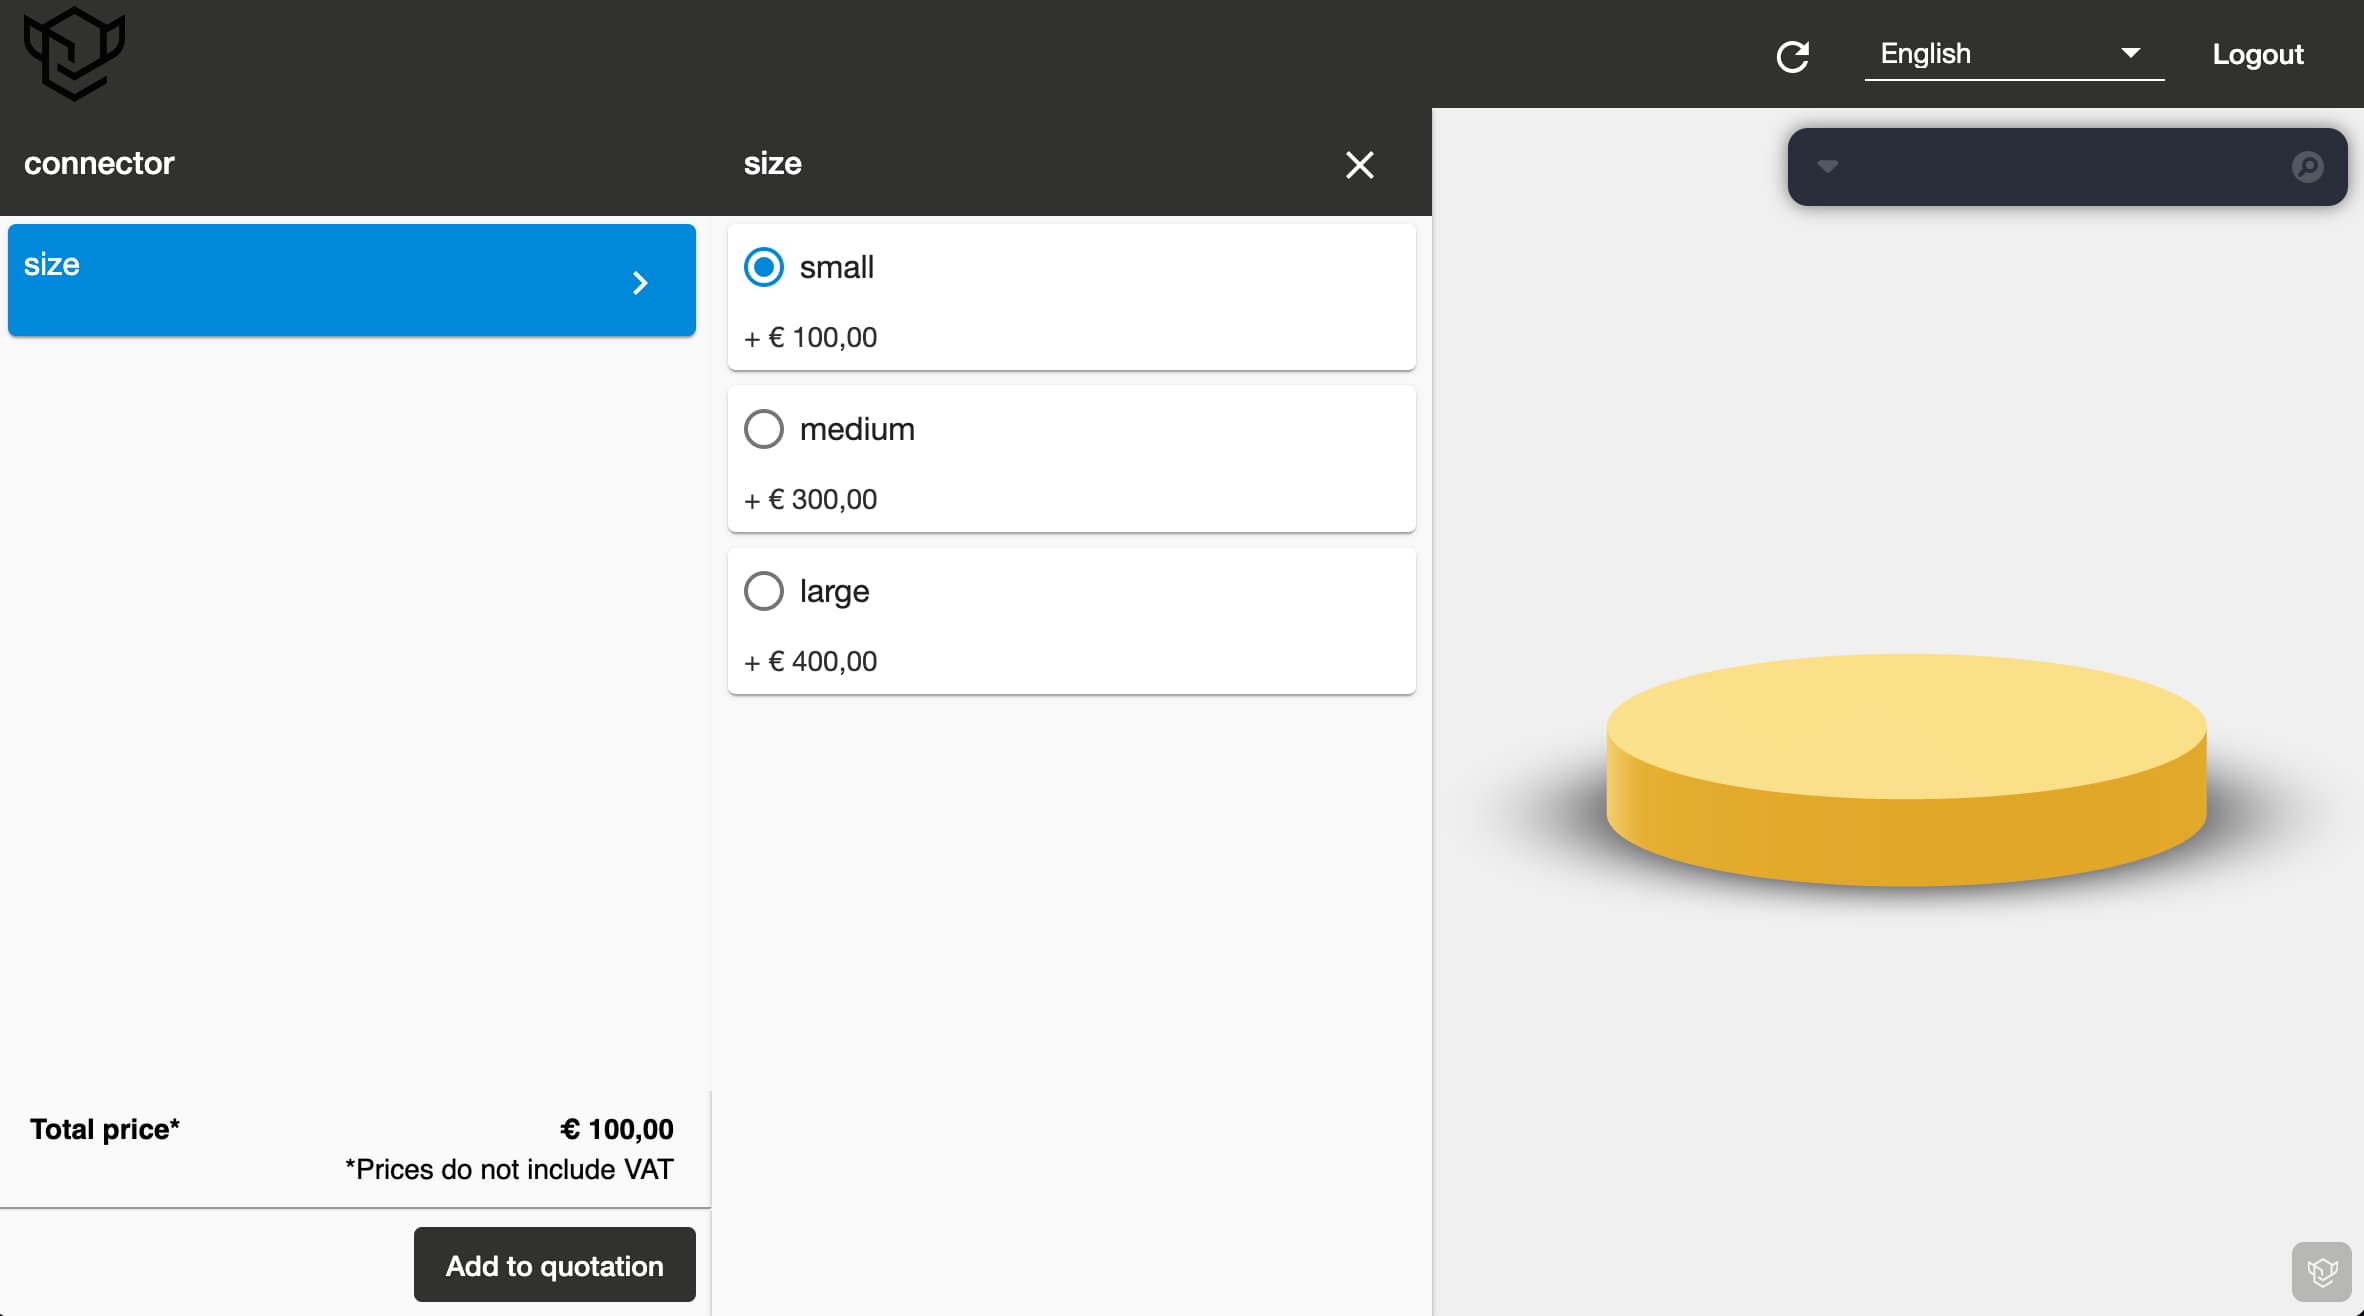 English
Logout
connector
size
size
small
+ € 100,00
medium
+ € 300,00
large
+ € 400,00
Total price*
€ 100,00
*Prices do not include VAT
Add to quotation